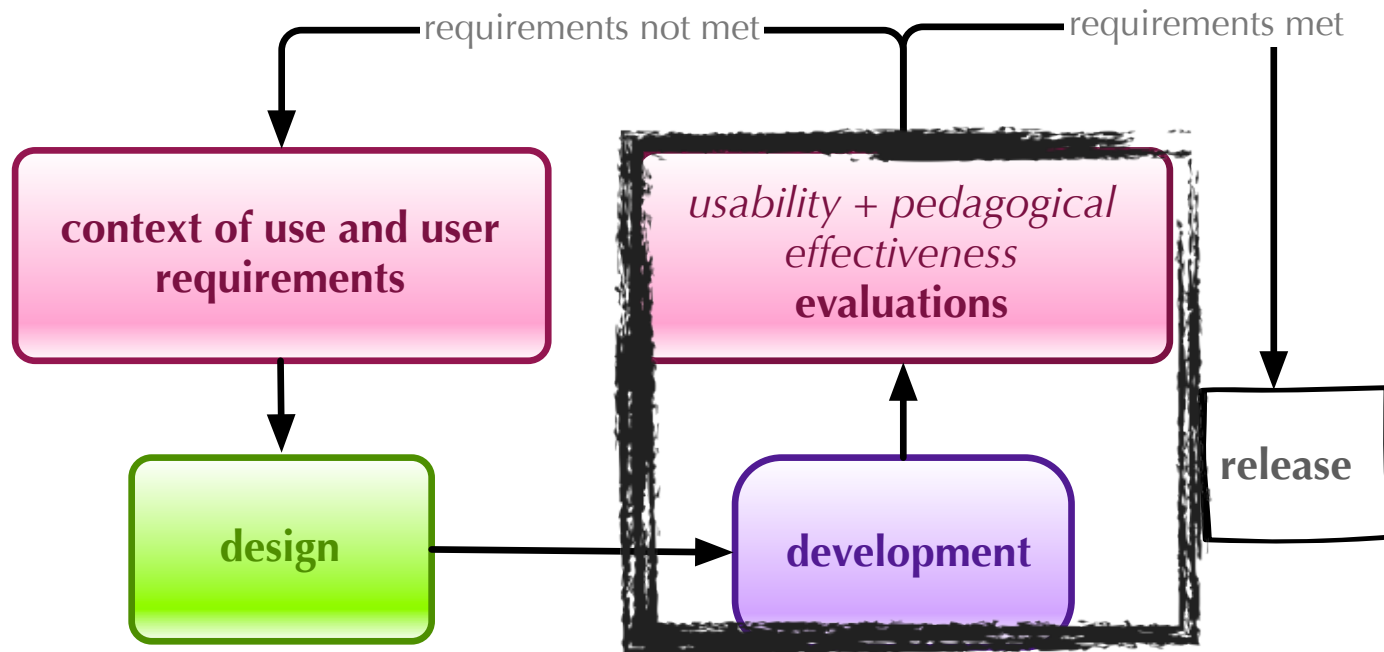 requirements not met
requirements met
context of use and user
requirements
usability + pedagogical
effectiveness
evaluations
release
design
development